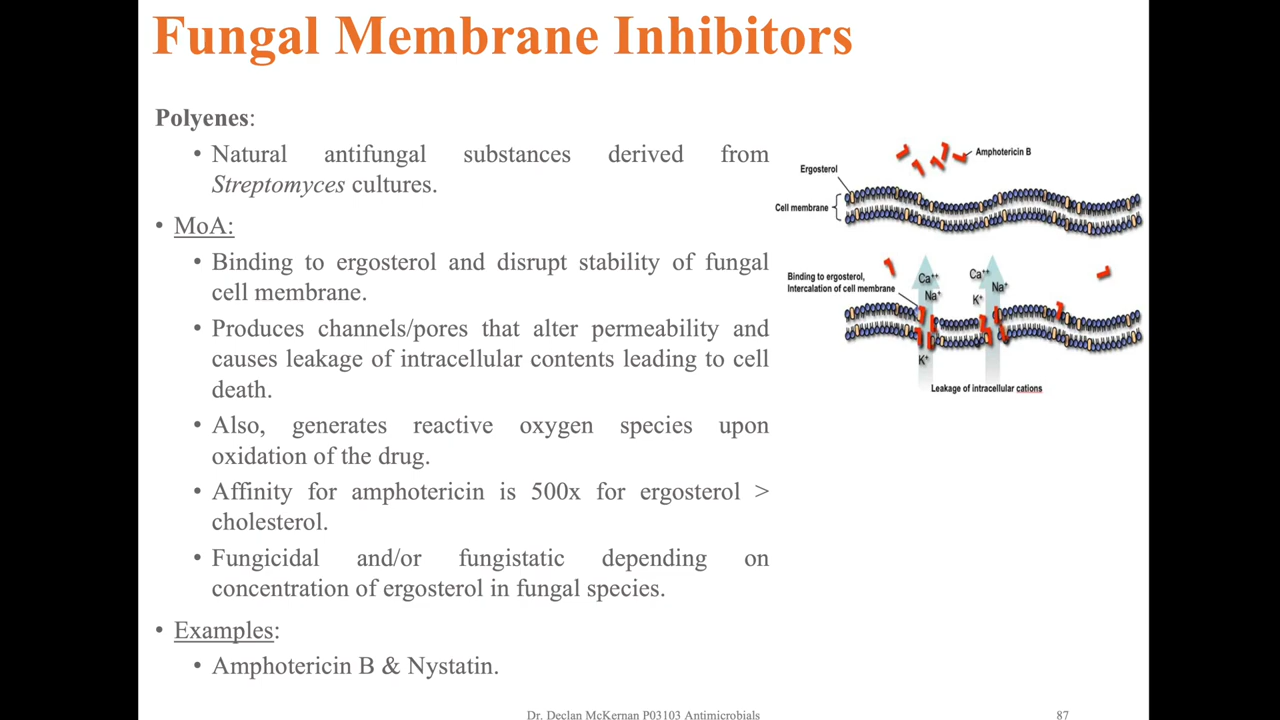 Fungal Membrane Inhibitors
Polyenes:
• Natural antifungal substances derived from
Streptomyces cultures.
• MoA:
• Binding to ergosterol and disrupt stability of fungal
cell membrane.
• Produces channels/pores that alter permeability and
causes leakage of intracellular contents leading to cell
death.
• Also, generates reactive oxygen species upon
oxidation of the drug.
• Affinity for amphotericin is 500x for ergosterol >
cholesterol.
• Fungicidal and/or fungistatic depending on
concentration of ergosterol in fungal species.
• Examples:
• Amphotericin B & Nystatin.
Amphotericin B
Ergosterol
Cell membrane
Binding to ergosterol,
Intercalation of cell membrane
Ca⁺⁺
Na⁺
K⁺
Ca⁺⁺
Na⁺
K⁺
Leakage of intracellular cations
Dr. Declan McKernan P03103 Antimicrobials
87